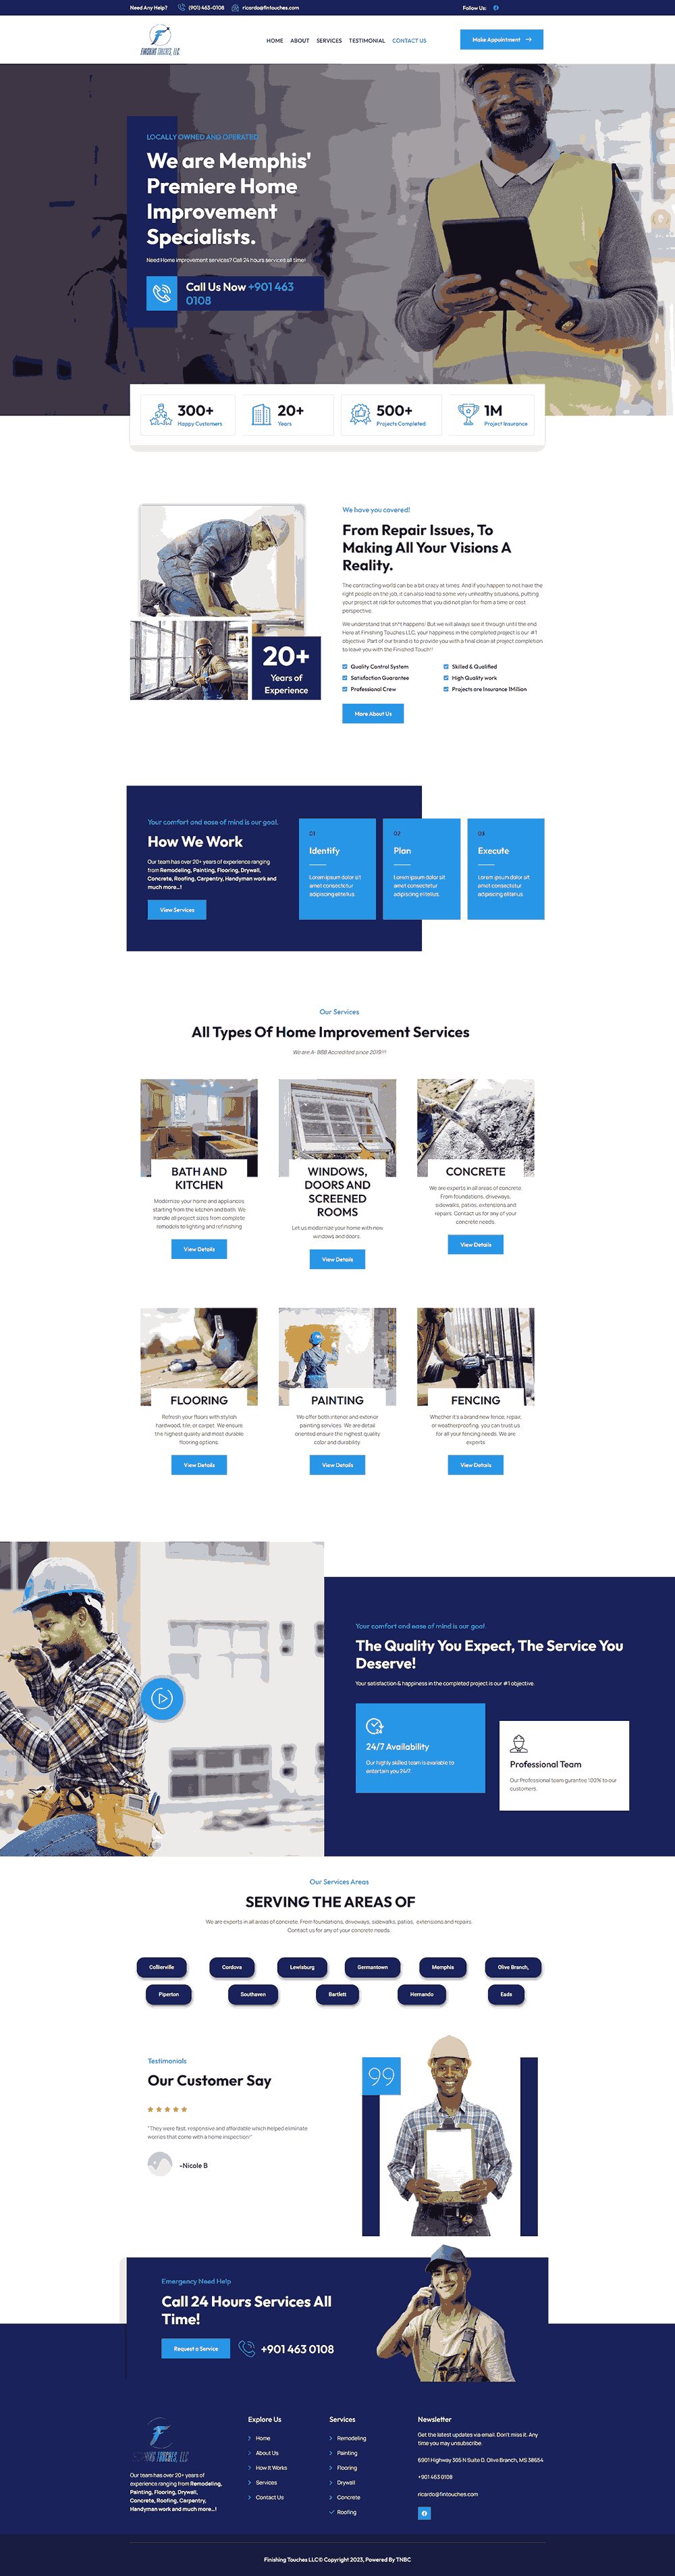 Need Any Help?
(901) 463-0108
ricardo@fintouches.com
Follow Us:
FINISHING TOUCHES, LLC
HOME
ABOUT
SERVICES
TESTIMONIAL
CONTACT US
Make Appointment
LOCALLY OWNED AND OPERATED
We are Memphis'
Premiere Home
Improvement
Specialists.
Need Home improvement services? Call 24 hours services all time!
Call Us Now +901 463
0108
300+
Happy Customers
20+
Years
500+
Projects Completed
1M
Project Insurance
We have you covered!
From Repair Issues, To
Making All Your Visions A
Reality.
The contracting world can be a bit crazy at times. And if you happen to not have the
right people on the job, it can also lead to some very unhealthy situations, putting
your project at risk for outcomes that you did not plan for from a time or cost
perspective.
We understand that sh*t happens! But we will always see it through until the end
Here at Finishing Touches LLC, your happiness in the completed project is our #1
objective. Part of our brand is to provide you with a final clean at project completion
to leave you with the Finished Touch!!
20+
Years of
Experience
Quality Control System
Skilled & Qualified
Satisfaction Guarantee
High Quality work
Professional Crew
Projects are Insurance 1Million
More About Us
Your comfort and ease of mind is our goal.
How We Work
Our team has over 20+ years of experience ranging
from Remodeling, Painting, Flooring, Drywall,
Concrete, Roofing, Carpentry, Handyman work and
much more...!
View Services
01
Identify
Lorem ipsum dolor sit
amet consectetur
adipiscing elitellus.
02
Plan
Lorem ipsum dolor sit
amet consectetur
adipiscing elitellus.
03
Execute
Lorem ipsum dolor sit
amet consectetur
adipiscing elitellus.
Our Services
All Types Of Home Improvement Services
We are A- BBB Accredited since 2019!!!
BATH AND
KITCHEN
Modernize your home and appliances
starting from the kitchen and bath. We
handle all project sizes from complete
remodels to lighting and refinishing
View Details
WINDOWS,
DOORS AND
SCREENED
ROOMS
Let us modernize your home with new
windows and doors.
View Details
CONCRETE
We are experts in all areas of concrete
From foundations, driveways,
sidewalks, patios, extensions and
repairs. Contact us for any of your
concrete needs.
View Details
FLOORING
Refresh your floors with stylish
hardwood, tile, or carpet. We ensure
the highest quality and most durable
flooring options.
View Details
PAINTING
We offer both interior and exterior
painting services. We are detail
oriented ensure the highest quality
color and durability.
View Details
FENCING
Whether it's a brand new fence, repair,
or weatherproofing, you can trust us
for all your fencing needs. We are
experts
View Details
Your comfort and ease of mind is our goal.
The Quality You Expect, The Service You
Deserve!
Your satisfaction & happiness in the completed project is our #1 objective.
24
24/7 Availability
Our highly skilled team is available to
entertain you 24/7.
Professional Team
Our Professional team gurantee 100% to our
customers.
Our Services Areas
SERVING THE AREAS OF
We are experts in all areas of concrete. From foundations, driveways, sidewalks, patios, extensions and repairs.
Contact us for any of your concrete needs.
Collierville
Cordova
Lewisburg
Germantown
Memphis
Olive Branch,
Piperton
Southaven
Bartlett
Hernando
Eads
Testimonials
Our Customer Say
"They were fast, responsive and affordable which helped eliminate
worries that come with a home inspection!"
-Nicole B
Emergency Need Help
Call 24 Hours Services All
Time!
Request a Service
+901 463 0108
FINISHING TOUCHES, LLC
Our team has over 20+ years of
experience ranging from Remodeling,
Painting, Flooring, Drywall,
Concrete, Roofing, Carpentry,
Handyman work and much more...!
Explore Us
Home
About Us
How It Works
Services
Contact Us
Services
Remodeling
Painting
Flooring
Drywall
Concrete
Roofing
Newsletter
Get the latest updates via email. Don't miss it. Any
time you may unsubscribe.
6901 Highway 305 N Suite D. Olive Branch, MS 38654
+901 463 0108
ricardo@fintouches.com
Finishing Touches LLC© Copyright 2023, Powered By TNBC